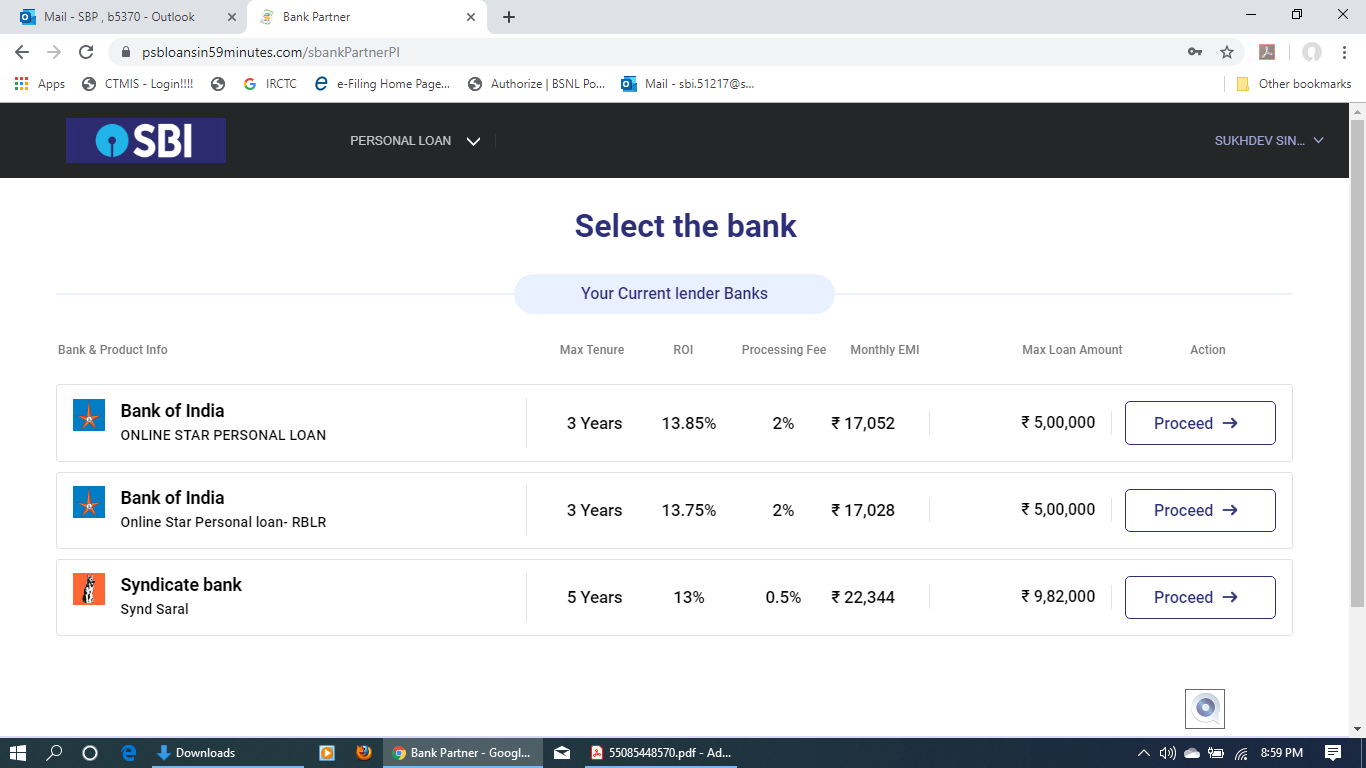 Mail - SBP , b5370 - Outlook
Bank Partner
psbloansin59minutes.com/sbankPartnerPl
Apps
CTMIS - Login!!!!
IRCTC
e-Filing Home Page...
Authorize | BSNL Po...
Mail - sbi.51217@s...
Other bookmarks
SBI
PERSONAL LOAN
SUKHDEV SIN...
Select the bank
Your Current lender Banks
Bank & Product Info Max Tenure ROI Processing Fee Monthly EMI Max Loan Amount Action
Bank of India
ONLINE STAR PERSONAL LOAN
3 Years 13.85% 2% ₹ 17,052 ₹ 5,00,000 Proceed →
Bank of India
Online Star Personal loan- RBLR
3 Years 13.75% 2% ₹ 17,028 ₹ 5,00,000 Proceed →
Syndicate bank
Synd Saral
5 Years 13% 0.5% ₹ 22,344 ₹ 9,82,000 Proceed →
Downloads
Bank Partner - Googl...
55085448570.pdf - Ad...
8:59 PM